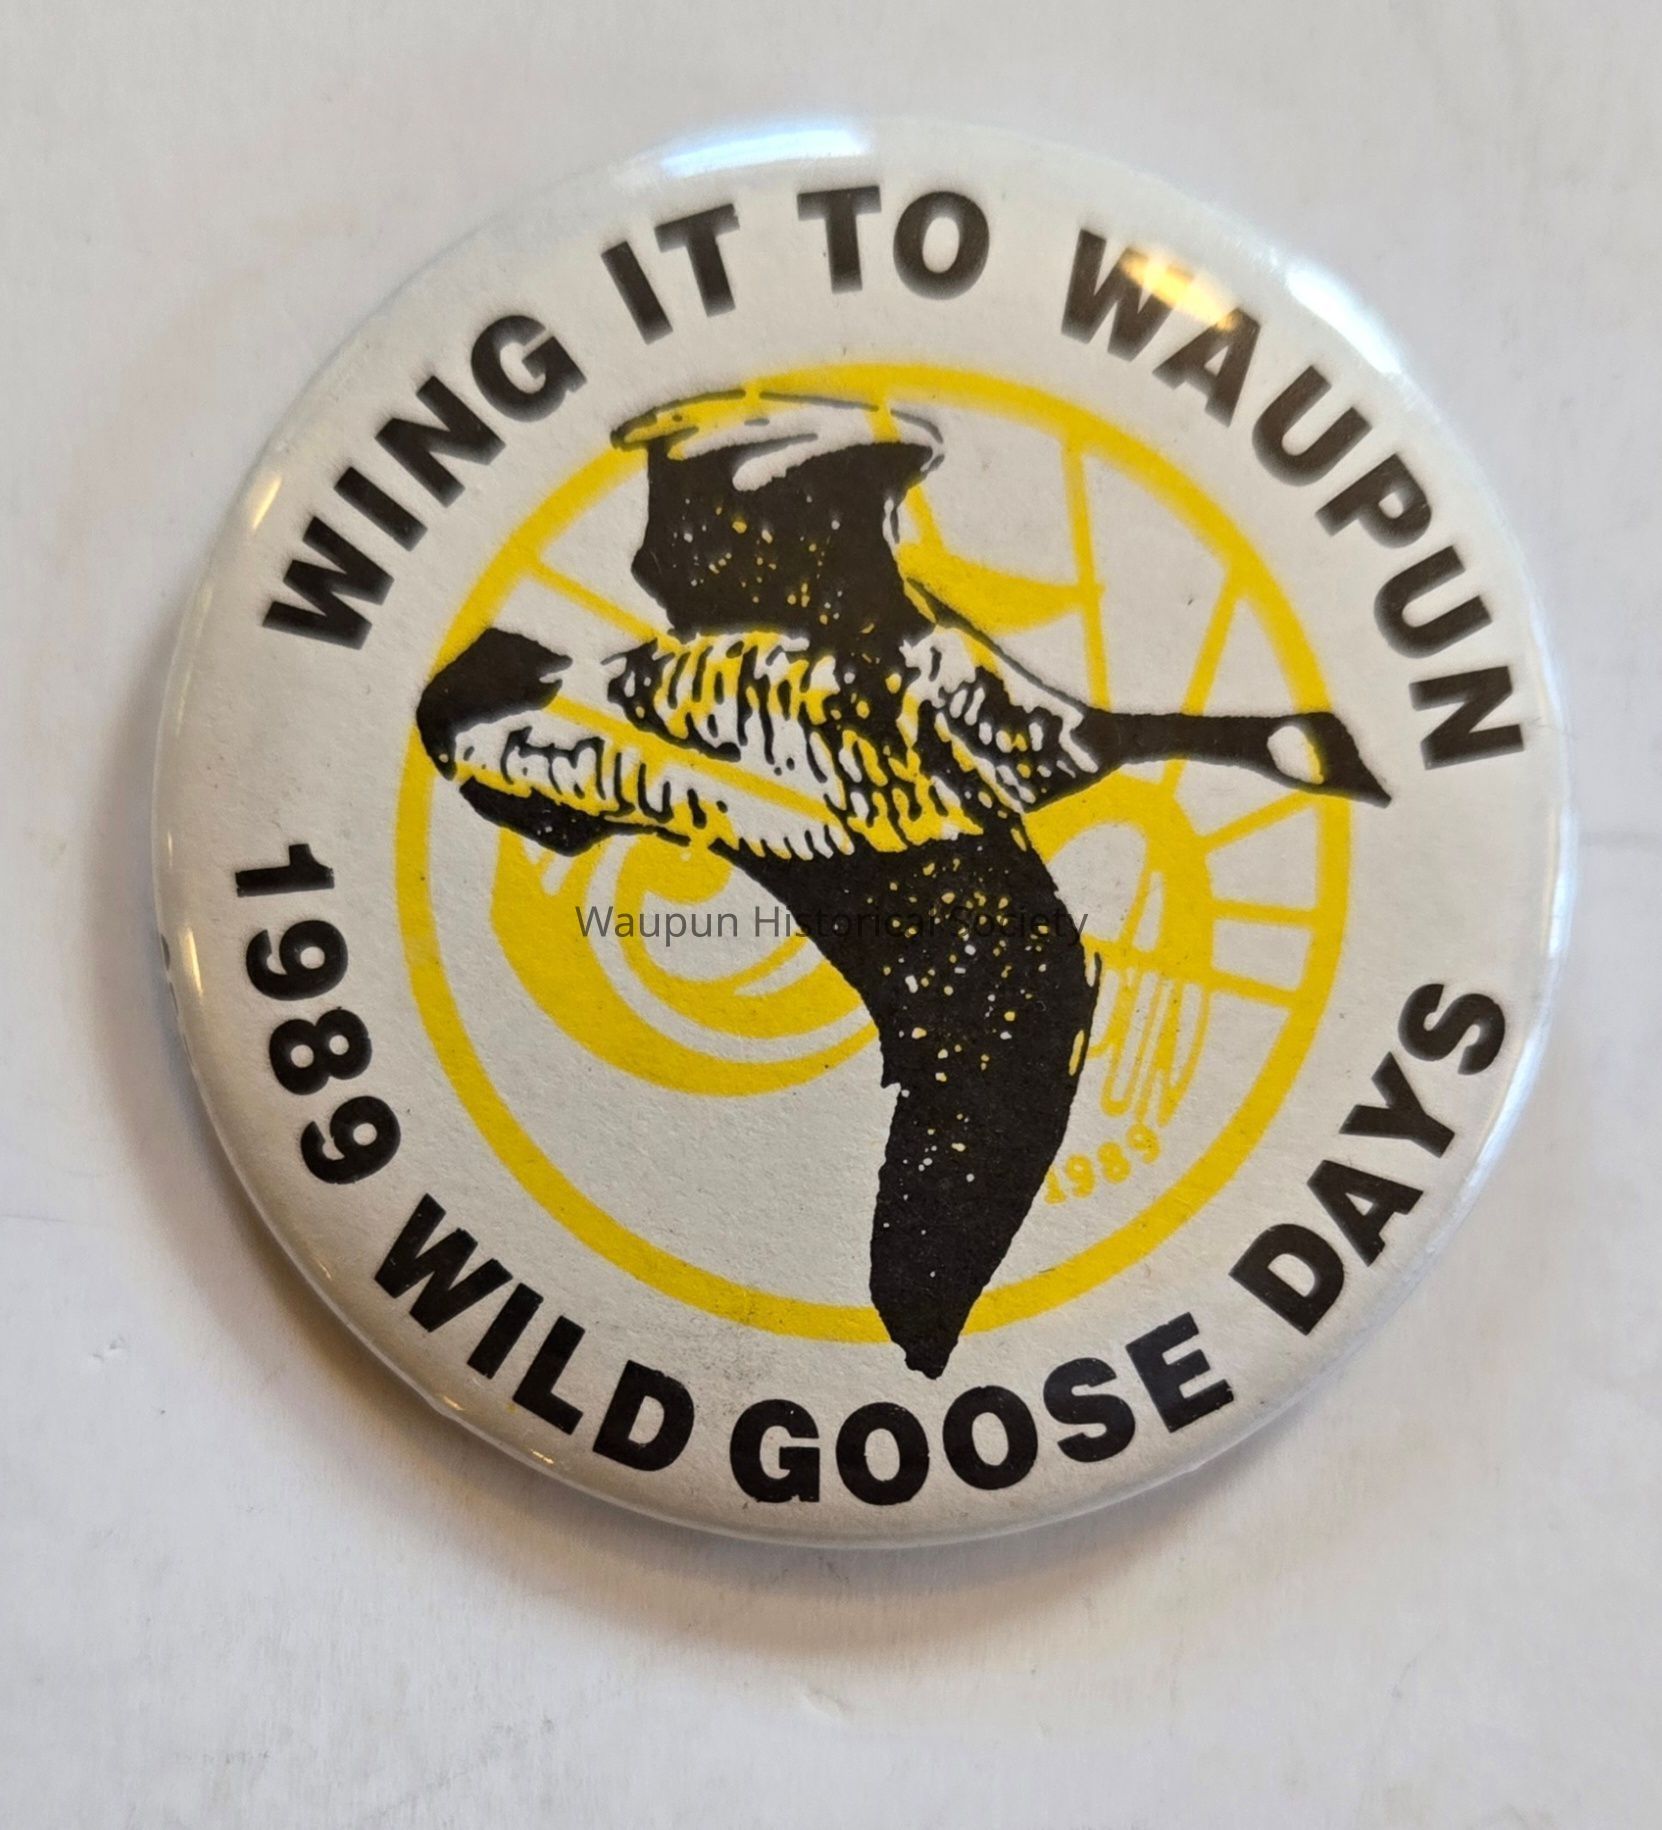 WING IT TO WAUPUN
1989 WILD GOOSE DAYS
1989
Waupun Historical Society